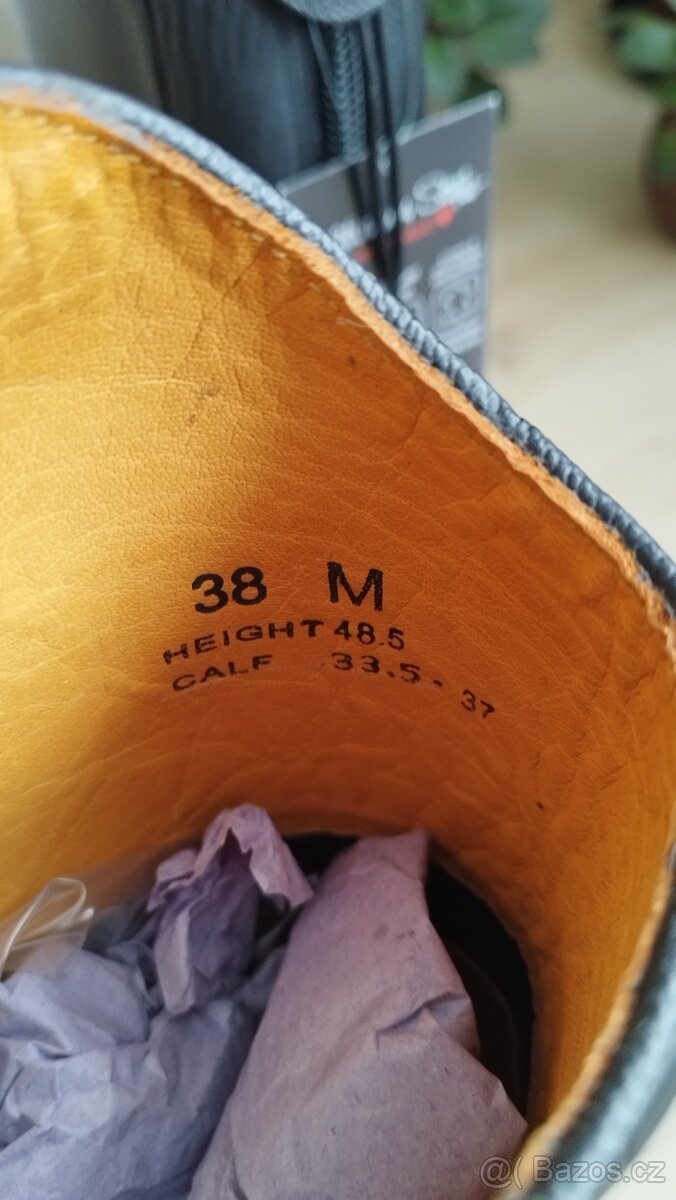 38 M
HEIGHT 48.5
CALF 33.5 - 37
@( Bazos.cz